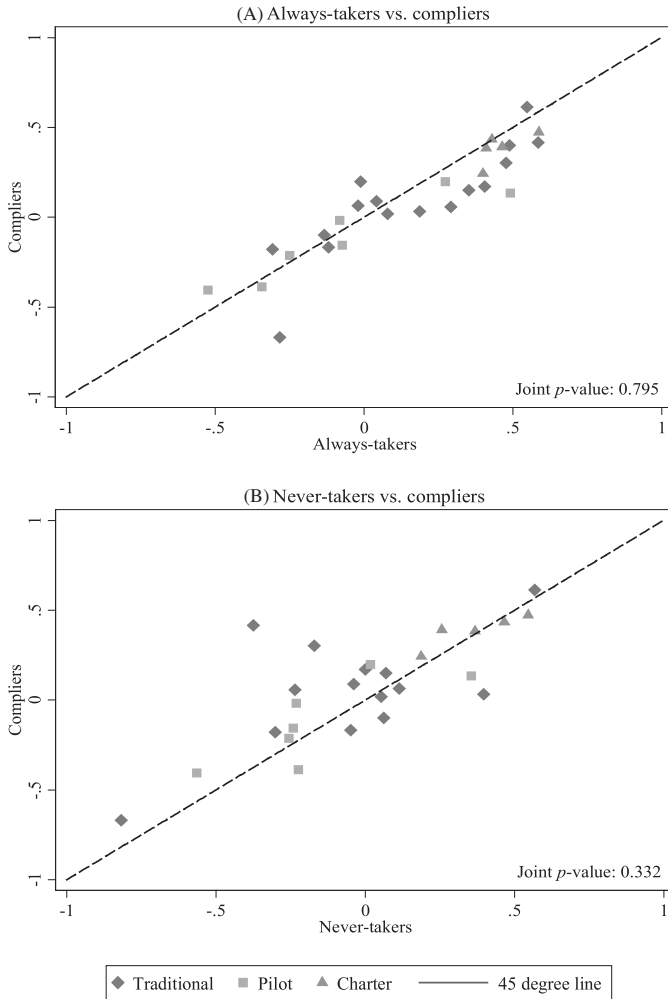 (A) Always-takers vs. compliers
1
.5
0
-.5
-1
Compliers
Joint p-value: 0.795
-1 -.5 0 .5 1
Always-takers
(B) Never-takers vs. compliers
1
.5
0
-.5
-1
Compliers
Joint p-value: 0.332
-1 -.5 0 .5 1
Never-takers
Traditional Pilot Charter 45 degree line